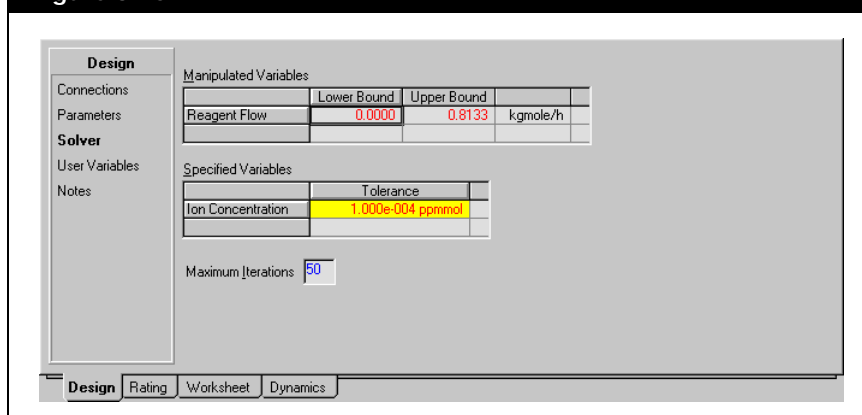 Design
Connections
Parameters
Solver
User Variables
Notes
Manipulated Variables
Lower Bound Upper Bound
Reagent Flow 0.0000 0.8133 kgmole/h
Specified Variables
Tolerance
Ion Concentration 1.000e-004 ppmmol
Maximum Iterations 50
Design Rating Worksheet Dynamics